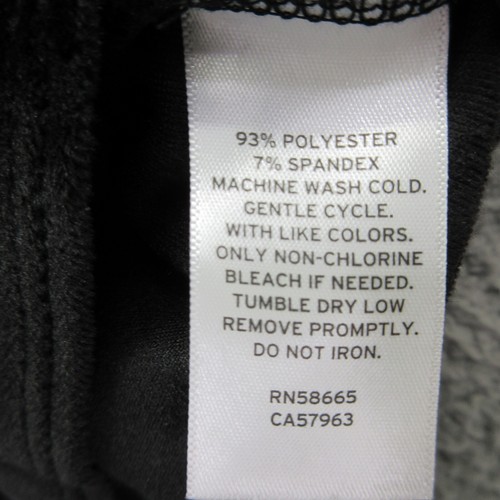 93% POLYESTER
7% SPANDEX
MACHINE WASH COLD.
GENTLE CYCLE.
WITH LIKE COLORS.
ONLY NON-CHLORINE
BLEACH IF NEEDED.
TUMBLE DRY LOW
REMOVE PROMPTLY.
DO NOT IRON.
RN58665
CA57963